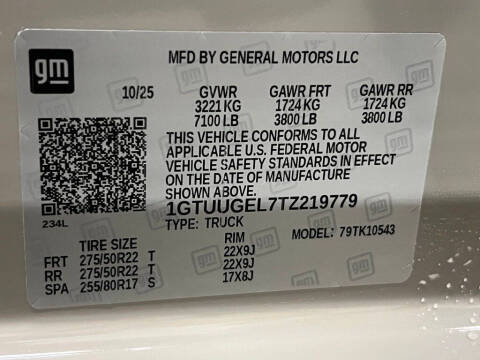 gm
MFD BY GENERAL MOTORS LLC
10/25 GVWR GAWR FRT GAWR RR
3221 KG 1724 KG 1724 KG
7100 LB 3800 LB 3800 LB
THIS VEHICLE CONFORMS TO ALL
APPLICABLE U.S. FEDERAL MOTOR
VEHICLE SAFETY STANDARDS IN EFFECT
ON THE DATE OF MANUFACTURE
SHOWN ABOVE.
1GTUUGEL7TZ219779
234L
TYPE: TRUCK MODEL: 79TK10543
TIRE SIZE RIM
FRT 275/50R22 T 22X9J
RR 275/50R22 T 22X9J
SPA 255/80R17 S 17X8J